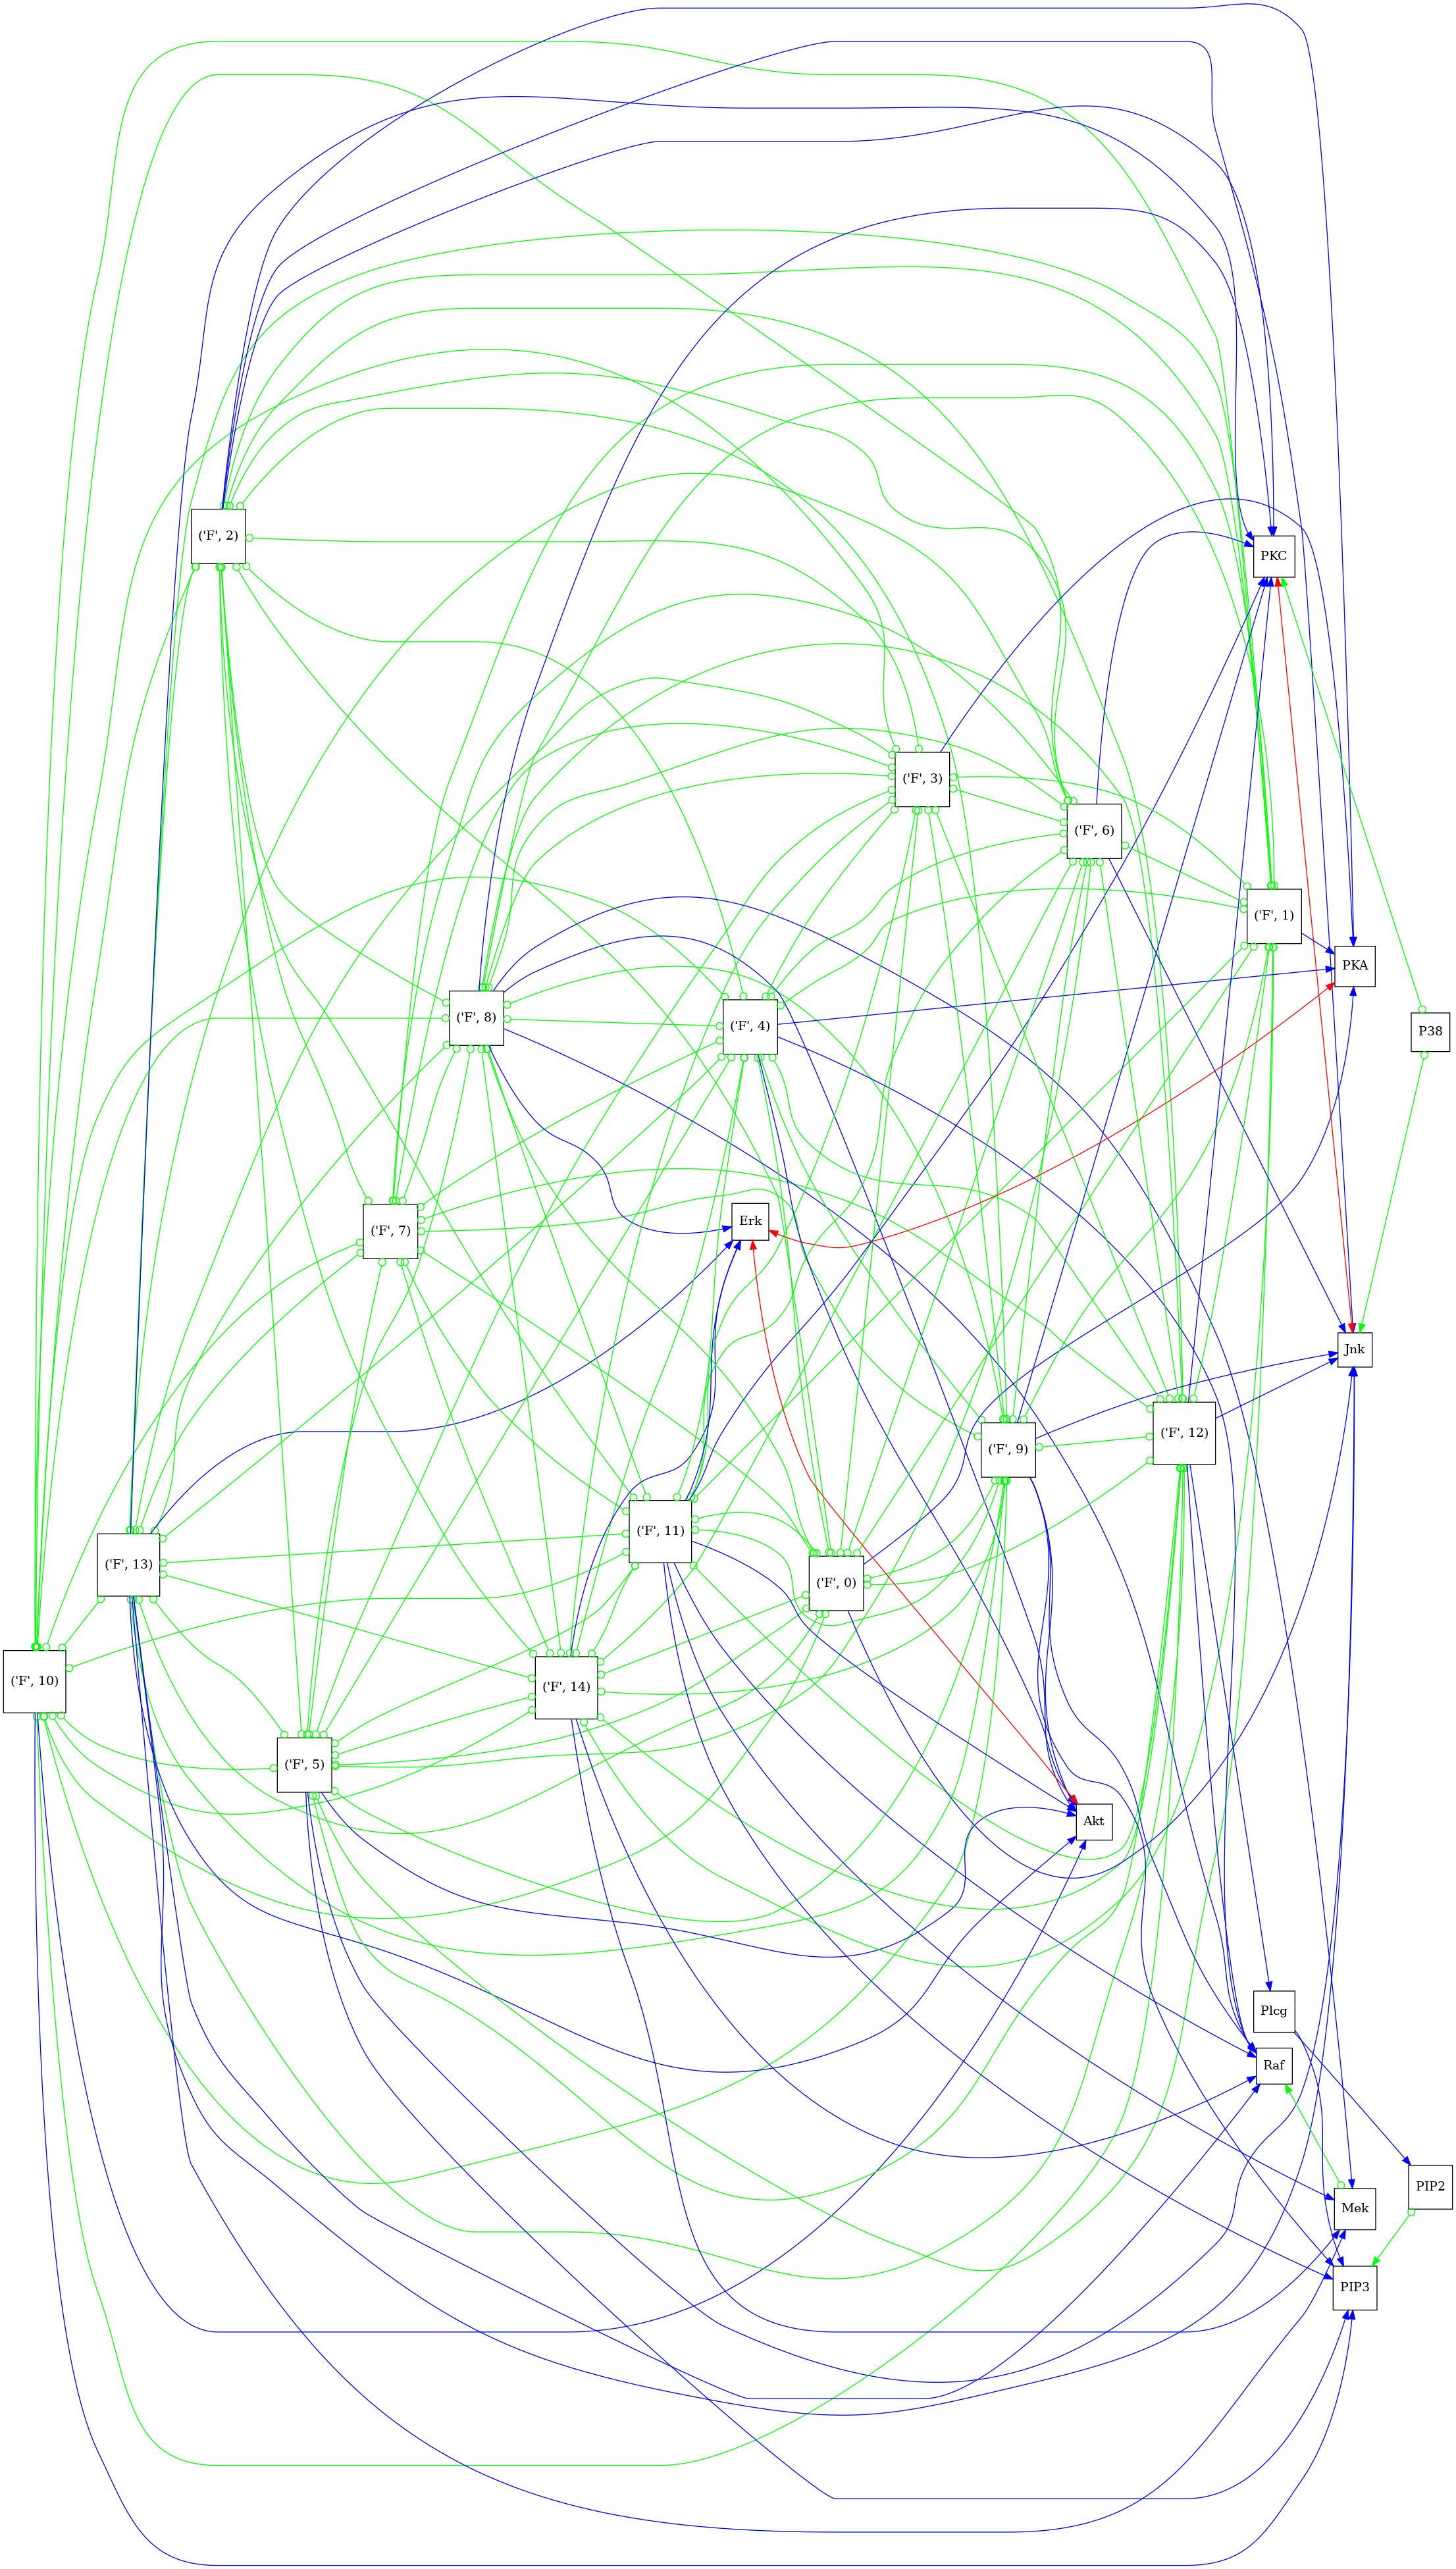 ('F', 2)
PKC
('F', 3)
('F', 6)
('F', 1)
PKA
('F', 8)
('F', 4)
P38
Erk
('F', 7)
Jnk
('F', 12)
('F', 9)
('F', 11)
('F', 13)
('F', 0)
('F', 10)
('F', 14)
('F', 5)
Akt
Plcg
Raf
PIP2
Mek
PIP3